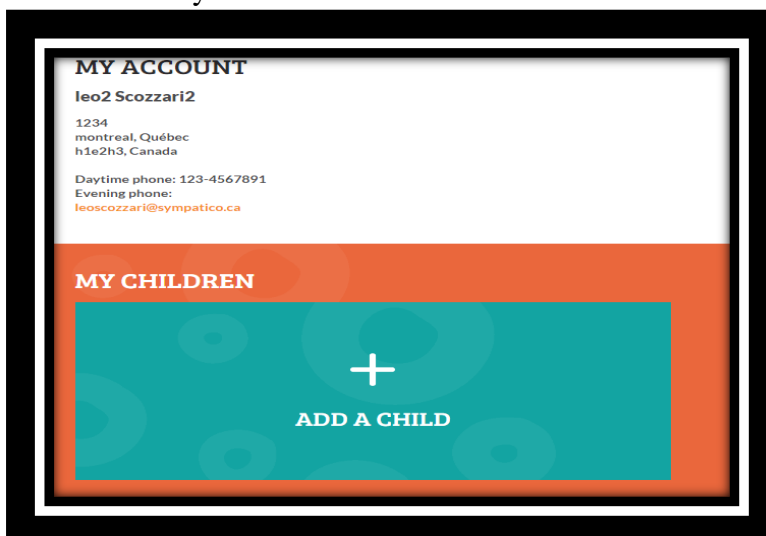 MY ACCOUNT
leo2 Scozzari2
1234
montreal, Québec
h1e2h3, Canada
Daytime phone: 123-4567891
Evening phone:
leoscozzari@sympatico.ca
MY CHILDREN
ADD A CHILD